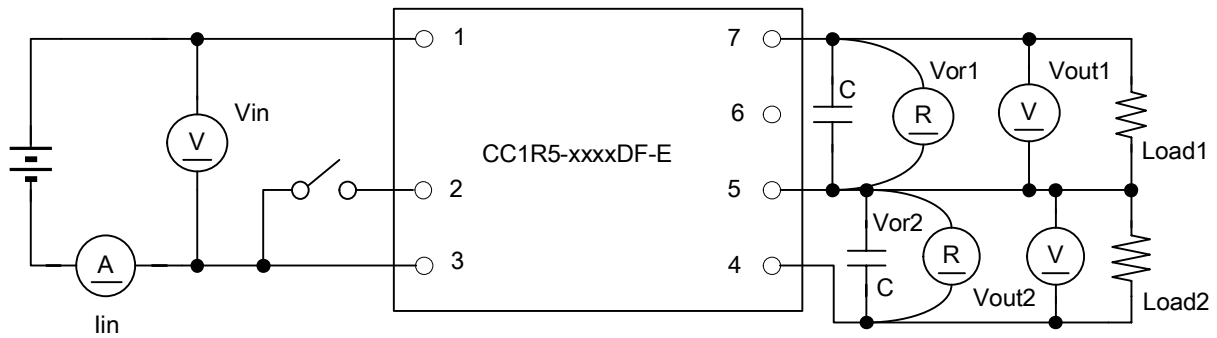 1
7
Vor1
Vout1
C
Vin
V
R
V
6
CC1R5-xxxxDF-E
Load1
2
5
Vor2
A
3
4
R
V
C
Vout2
Load2
Iin